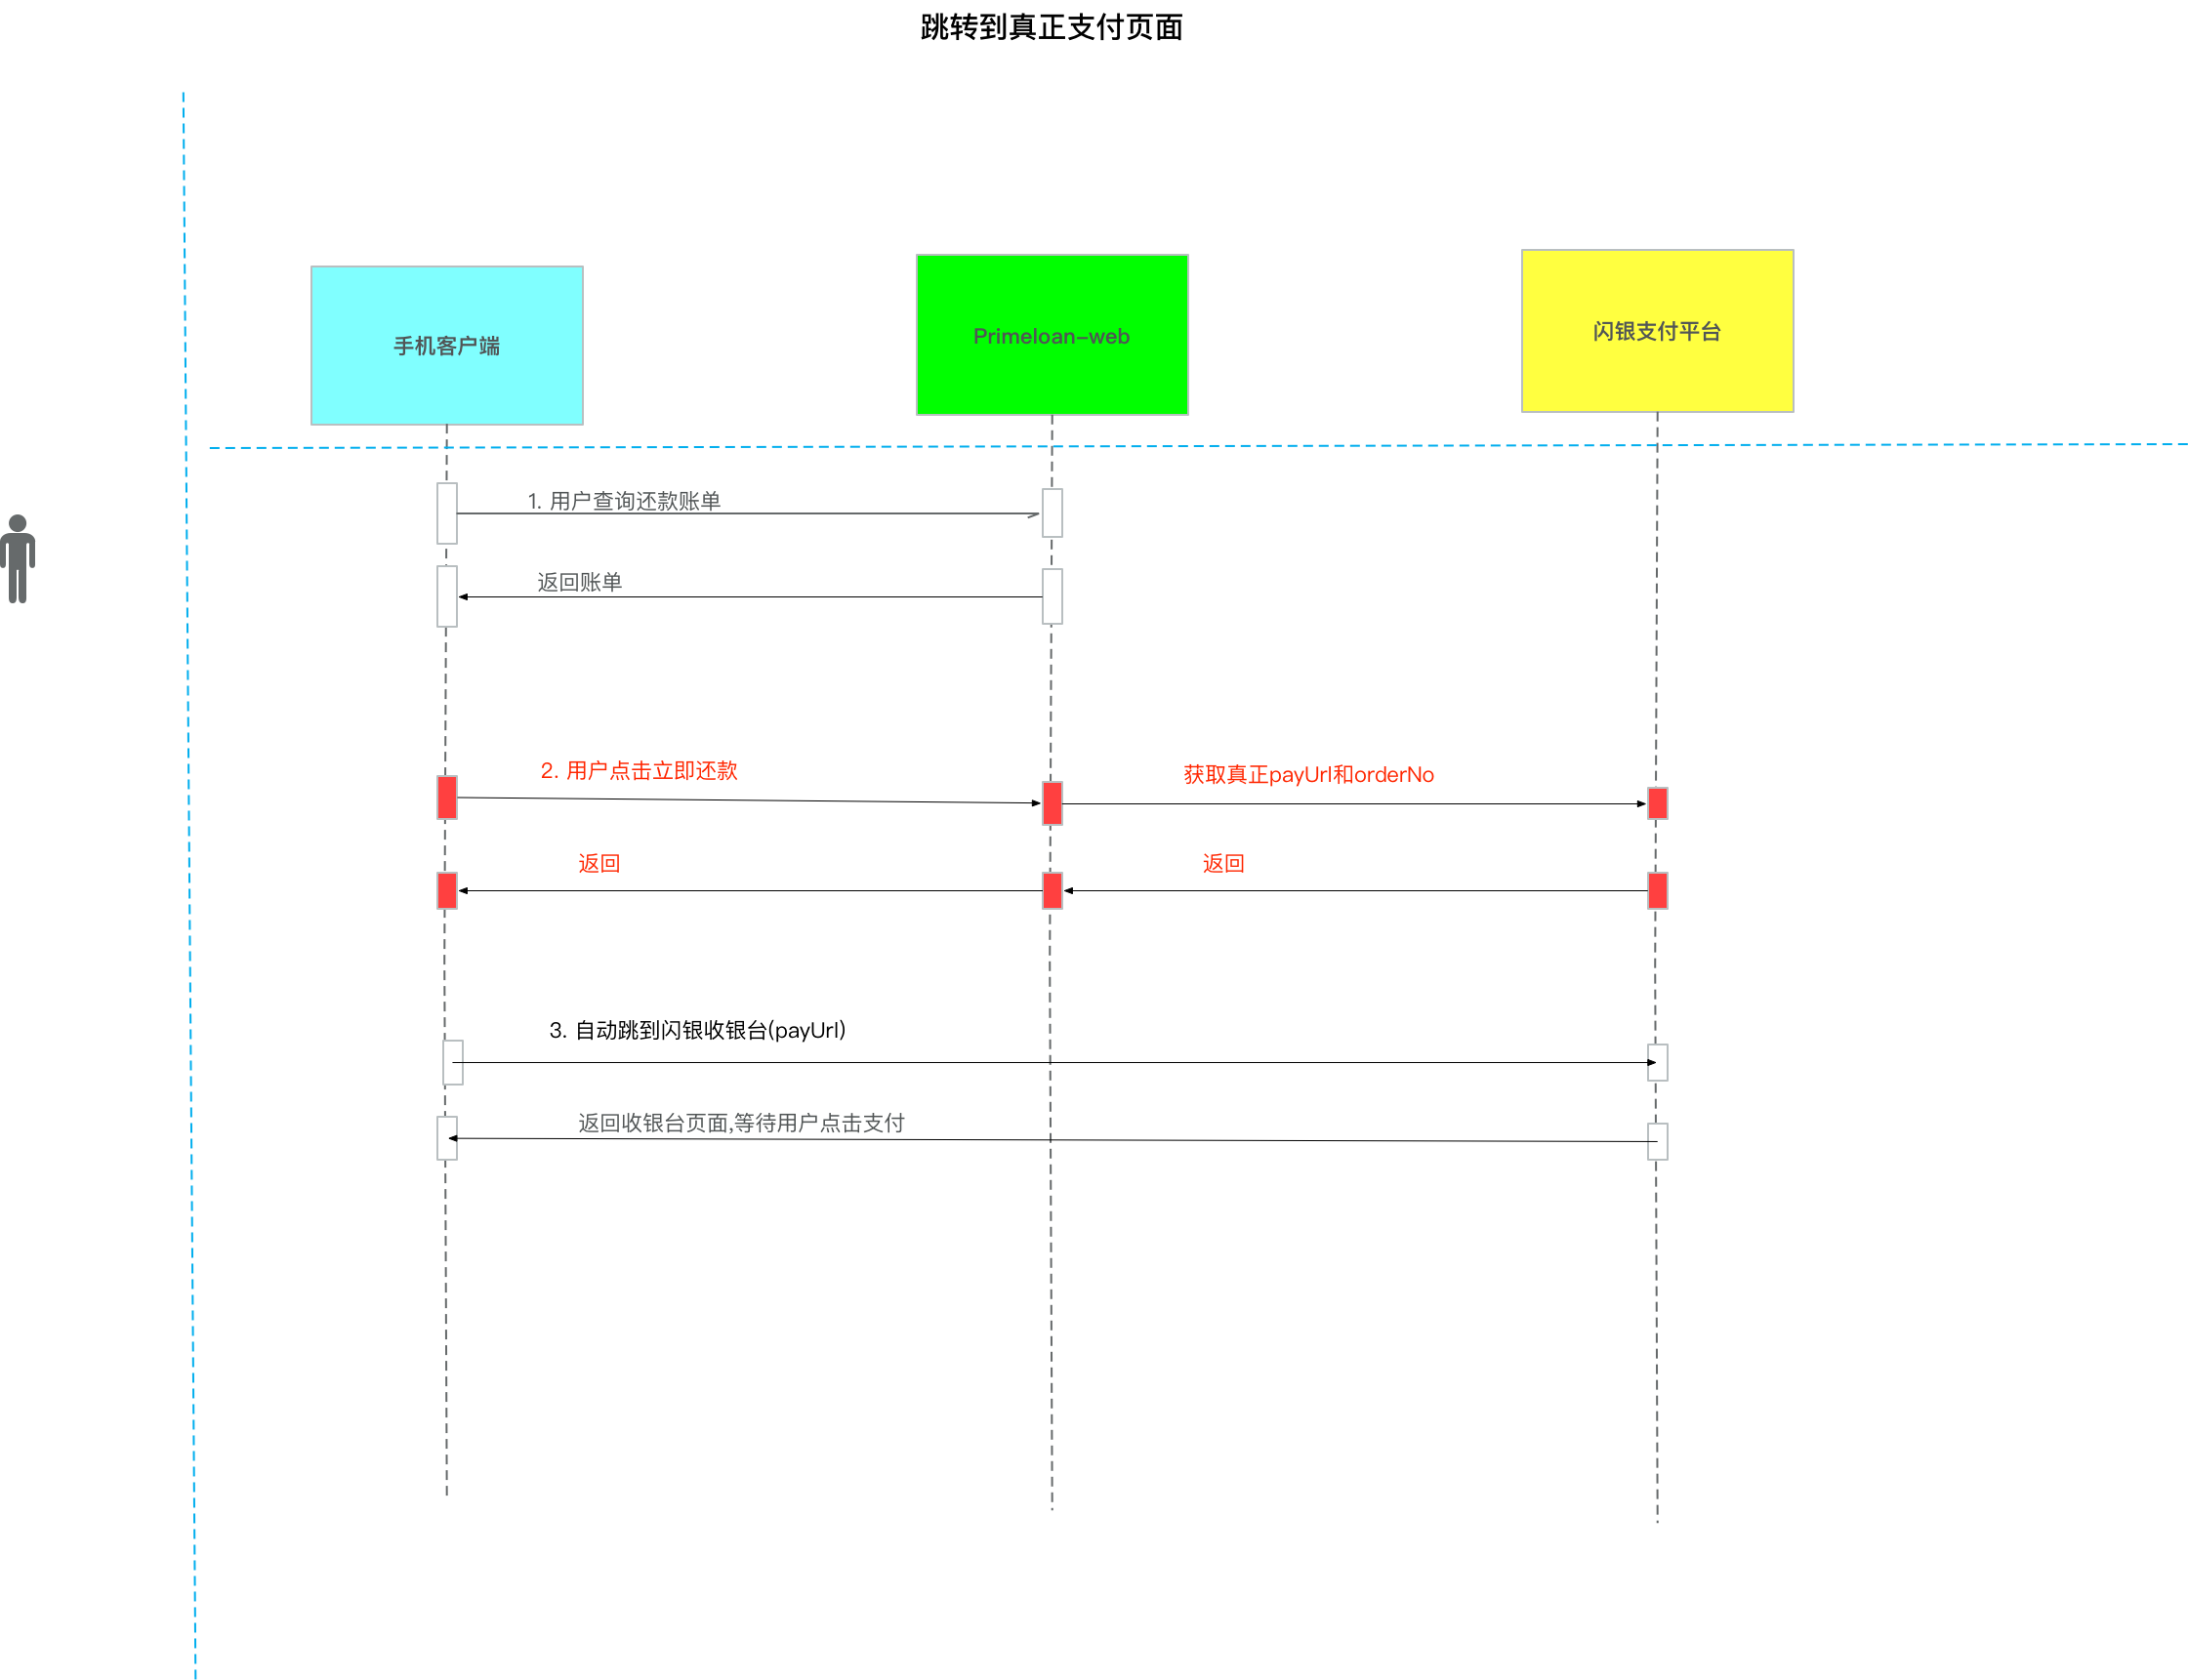 跳转到真正支付页面
手机客户端
Primeloan-web
闪银支付平台
1. 用户查询还款账单
返回账单
2. 用户点击立即还款
获取真正payUrl和orderNo
返回
返回
3. 自动跳到闪银收银台(payUrl)
返回收银台页面,等待用户点击支付